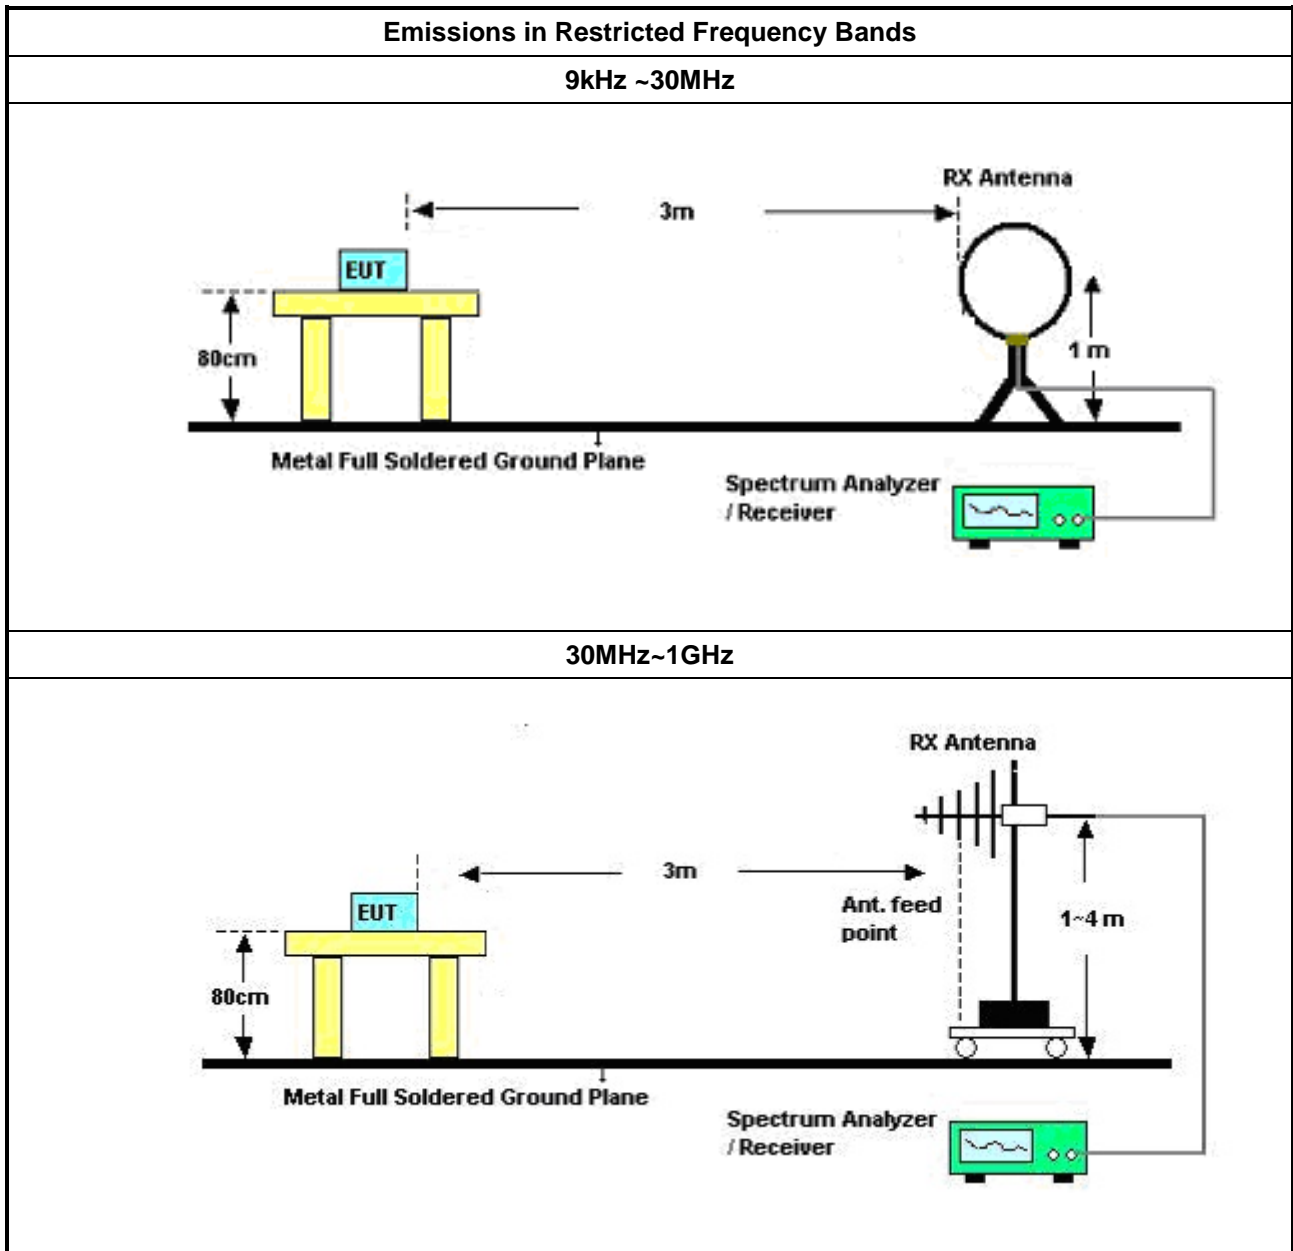 Emissions in Restricted Frequency Bands
9kHz ~30MHz
RX Antenna
3m
EUT
80cm
1 m
Metal Full Soldered Ground Plane
Spectrum Analyzer
/ Receiver
30MHz~1GHz
RX Antenna
3m
EUT
Ant. feed
point
1~4 m
80cm
Metal Full Soldered Ground Plane
Spectrum Analyzer
/ Receiver